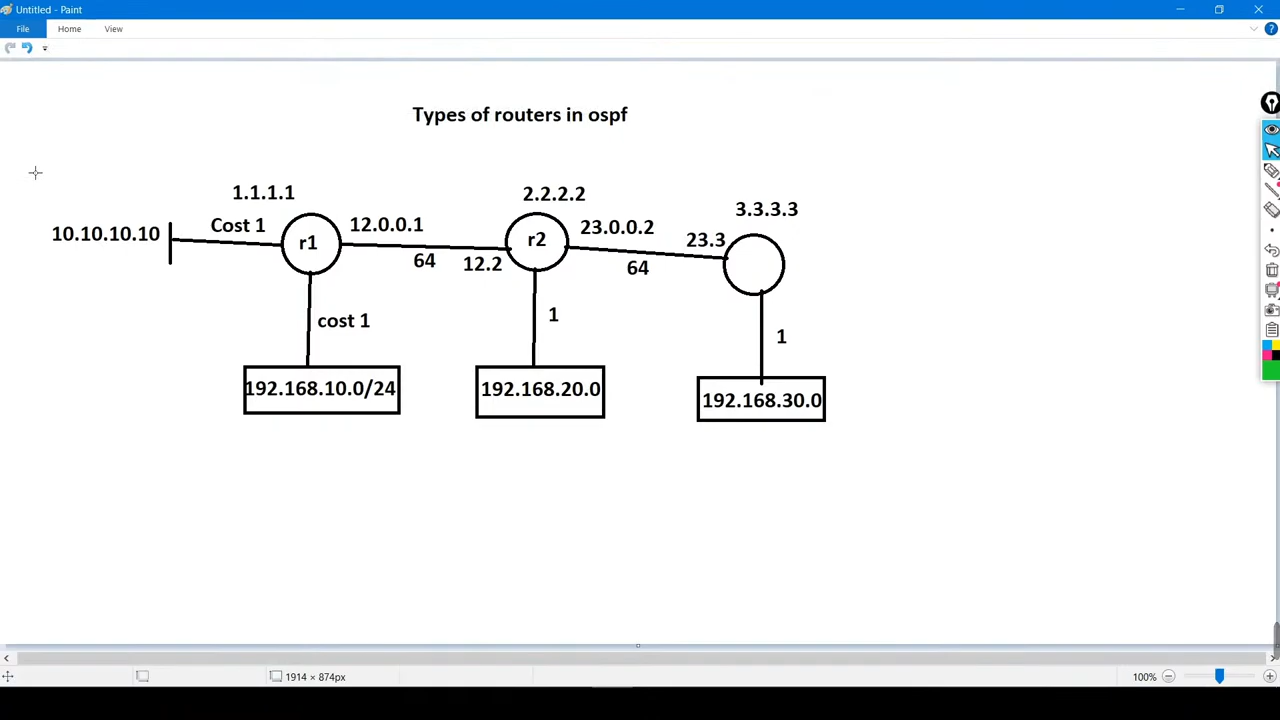 Untitled - Paint
File Home View
Types of routers in ospf
1.1.1.1
2.2.2.2
3.3.3.3
10.10.10.10
Cost 1
r1
12.0.0.1
r2
23.0.0.2
23.3
64
12.2
64
cost 1
1
1
192.168.10.0/24
192.168.20.0
192.168.30.0
1914 × 874px
100%